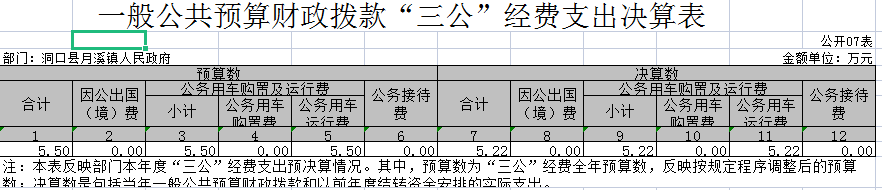 一般公共预算财政拨款“三公”经费支出决算表
公开07表
部门：洞口县月溪镇人民政府 金额单位：万元
预算数 决算数
合计 因公出国（境）费 公务用车购置及运行费 公务接待费 合计 因公出国（境）费 公务用车购置及运行费 公务接待费
小计 公务用车购置费 公务用车运行费 小计 公务用车购置费 公务用车运行费
1 2 3 4 5 6 7 8 9 10 11 12
5.50 0.00 5.50 0.00 5.50 0.00 5.22 0.00 5.22 0.00 5.22 0.00
注：本表反映部门本年度“三公”经费支出预决算情况。其中，预算数为“三公”经费全年预算数，反映按规定程序调整后的预算
数；决算数是包括当年一般公共预算财政拨款和以前年度结转资金安排的实际支出。